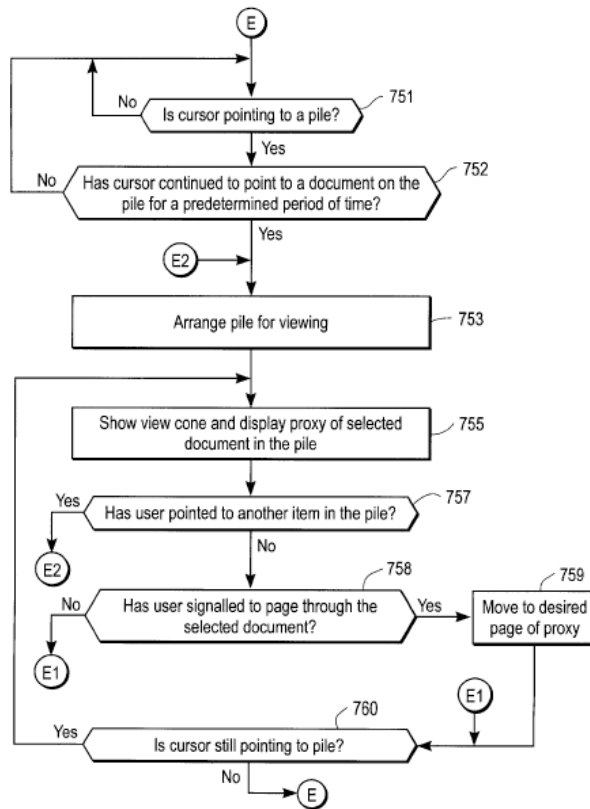 E
751
No
Is cursor pointing to a pile?
Yes
752
No
Has cursor continued to point to a document on the
pile for a predetermined period of time?
Yes
E2
753
Arrange pile for viewing
755
Show view cone and display proxy of selected
document in the pile
757
Yes
Has user pointed to another item in the pile?
E2
No
758
759
No
Has user signalled to page through the
selected document?
Yes
Move to desired
page of proxy
E1
E1
760
Yes
Is cursor still pointing to pile?
No
E